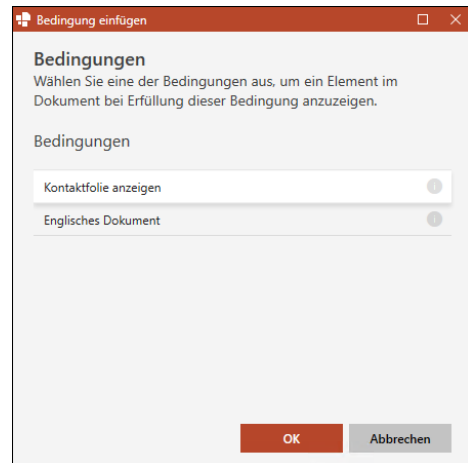 Bedingung einfügen
Bedingungen
Wählen Sie eine der Bedingungen aus, um ein Element im
Dokument bei Erfüllung dieser Bedingung anzuzeigen.
Bedingungen
Kontaktfolie anzeigen
Englisches Dokument
OK Abbrechen